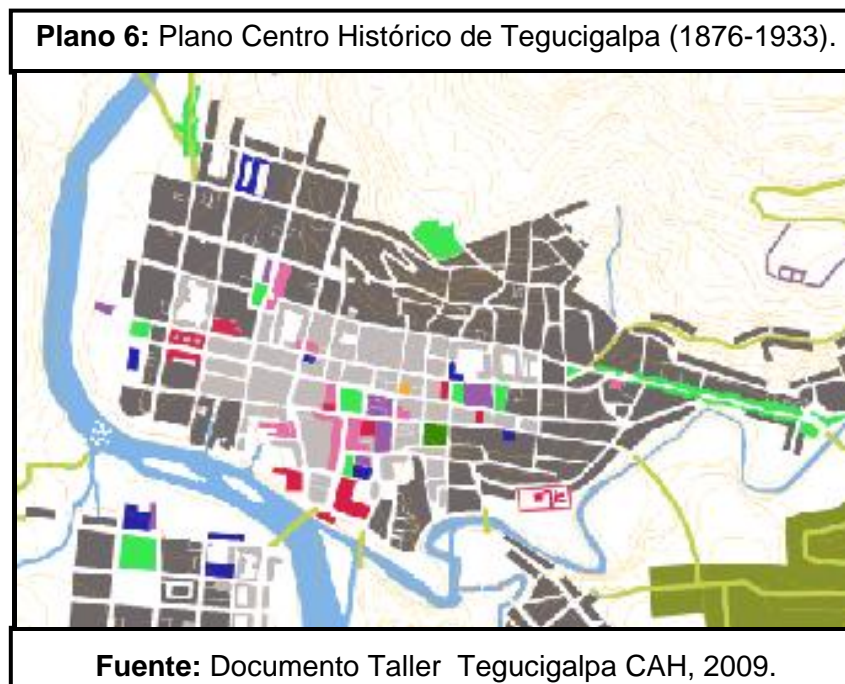 Plano 6: Plano Centro Histórico de Tegucigalpa (1876-1933).
Fuente: Documento Taller Tegucigalpa CAH, 2009.